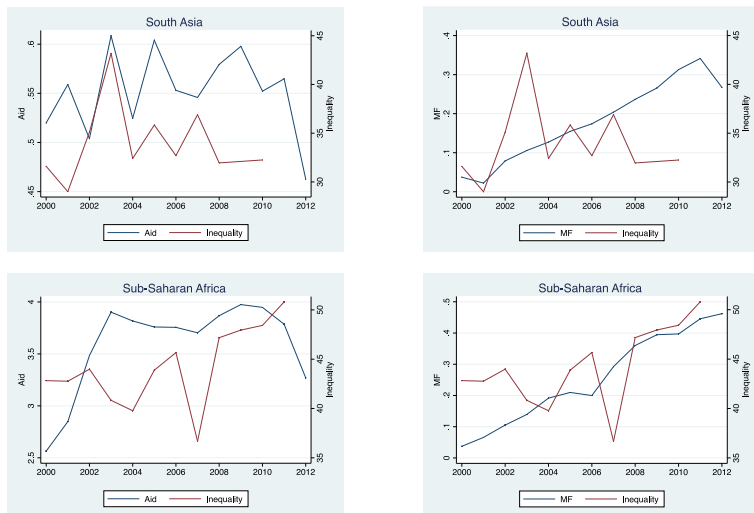 South Asia
Aid
.45 .5 .55 .6
30 35 40 45
Inequality
2000 2002 2004 2006 2008 2010 2012
Aid Inequality
South Asia
MF
0 .1 .2 .3 .4
30 35 40 45
Inequality
2000 2002 2004 2006 2008 2010 2012
MF Inequality
Sub-Saharan Africa
Aid
2.5 3 3.5 4
35 40 45 50
Inequality
2000 2002 2004 2006 2008 2010 2012
Aid Inequality
Sub-Saharan Africa
MF
0 .1 .2 .3 .4 .5
35 40 45 50
Inequality
2000 2002 2004 2006 2008 2010 2012
MF Inequality